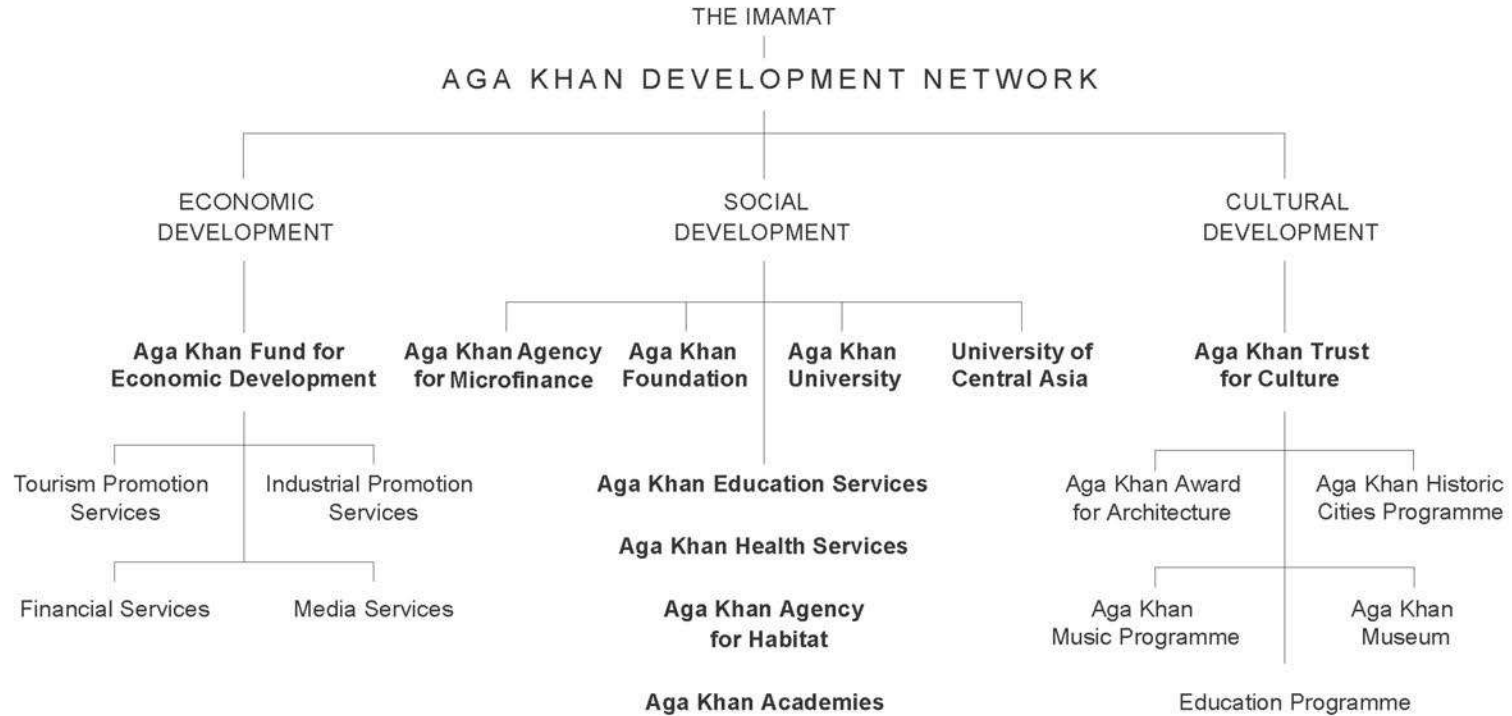 THE IMAMAT
AGA KHAN DEVELOPMENT NETWORK
ECONOMIC
DEVELOPMENT
SOCIAL
DEVELOPMENT
CULTURAL
DEVELOPMENT
Aga Khan Fund for
Economic Development
Aga Khan Agency
for Microfinance
Aga Khan
Foundation
Aga Khan
University
University of
Central Asia
Aga Khan Trust
for Culture
Tourism Promotion
Services
Industrial Promotion
Services
Aga Khan Education Services
Aga Khan Award
for Architecture
Aga Khan Historic
Cities Programme
Aga Khan Health Services
Financial Services
Media Services
Aga Khan Agency
for Habitat
Aga Khan
Music Programme
Aga Khan
Museum
Aga Khan Academies
Education Programme